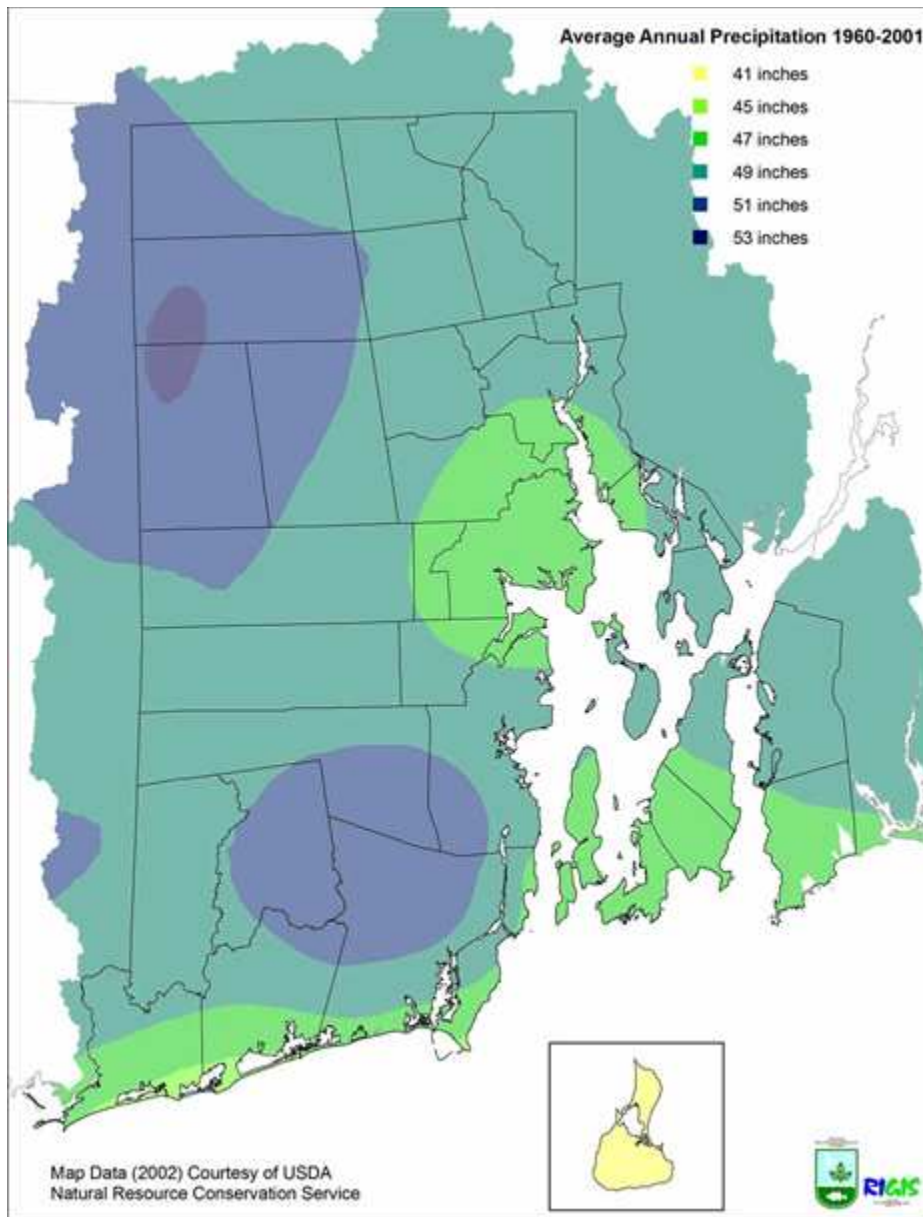 Average Annual Precipitation 1960-2001
41 inches
45 inches
47 inches
49 inches
51 inches
53 inches
Map Data (2002) Courtesy of USDA
Natural Resource Conservation Service
RIGIS